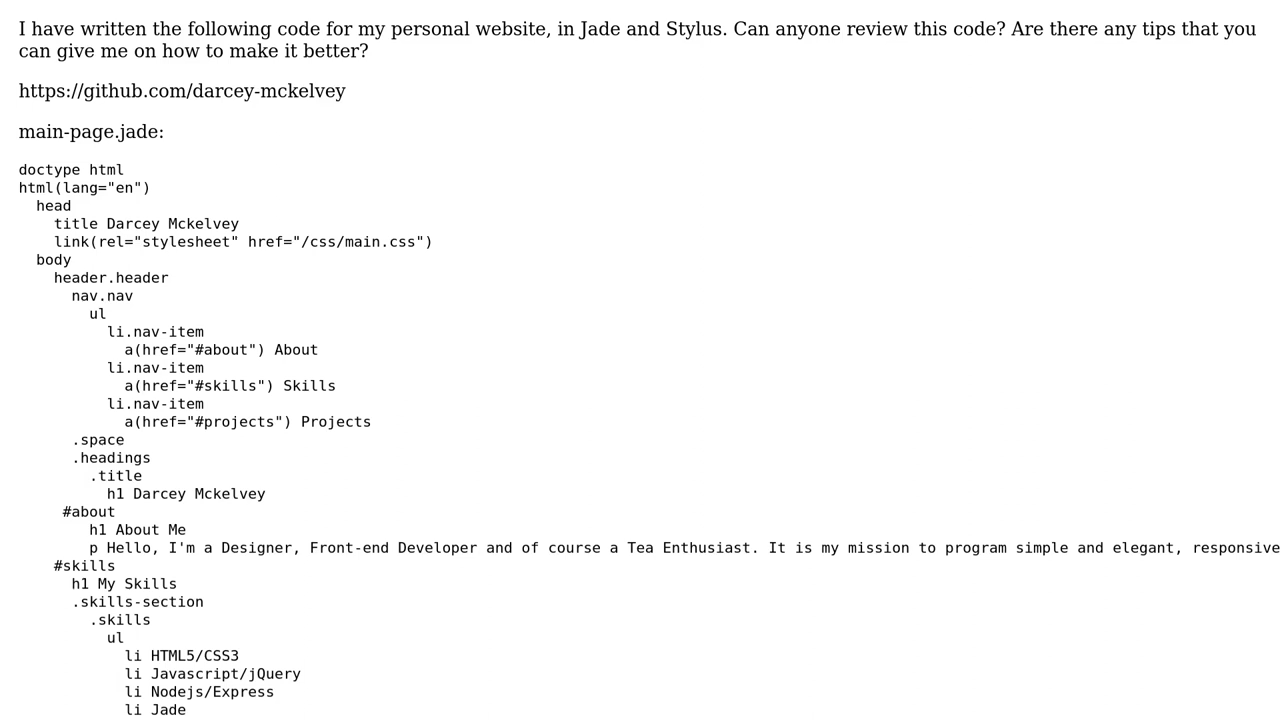 I have written the following code for my personal website, in Jade and Stylus. Can anyone review this code? Are there any tips that you
can give me on how to make it better?
https://github.com/darcey-mckelvey
main-page.jade:
doctype html
html(lang="en")
  head
    title Darcey Mckelvey
    link(rel="stylesheet" href="/css/main.css")
  body
    header.header
      nav.nav
        ul
          li.nav-item
            a(href="#about") About
          li.nav-item
            a(href="#skills") Skills
          li.nav-item
            a(href="#projects") Projects
      .space
      .headings
        .title
          h1 Darcey Mckelvey
     #about
        h1 About Me
        p Hello, I'm a Designer, Front-end Developer and of course a Tea Enthusiast. It is my mission to program simple and elegant, responsive
    #skills
      h1 My Skills
      .skills-section
        .skills
          ul
            li HTML5/CSS3
            li Javascript/jQuery
            li Nodejs/Express
            li Jade